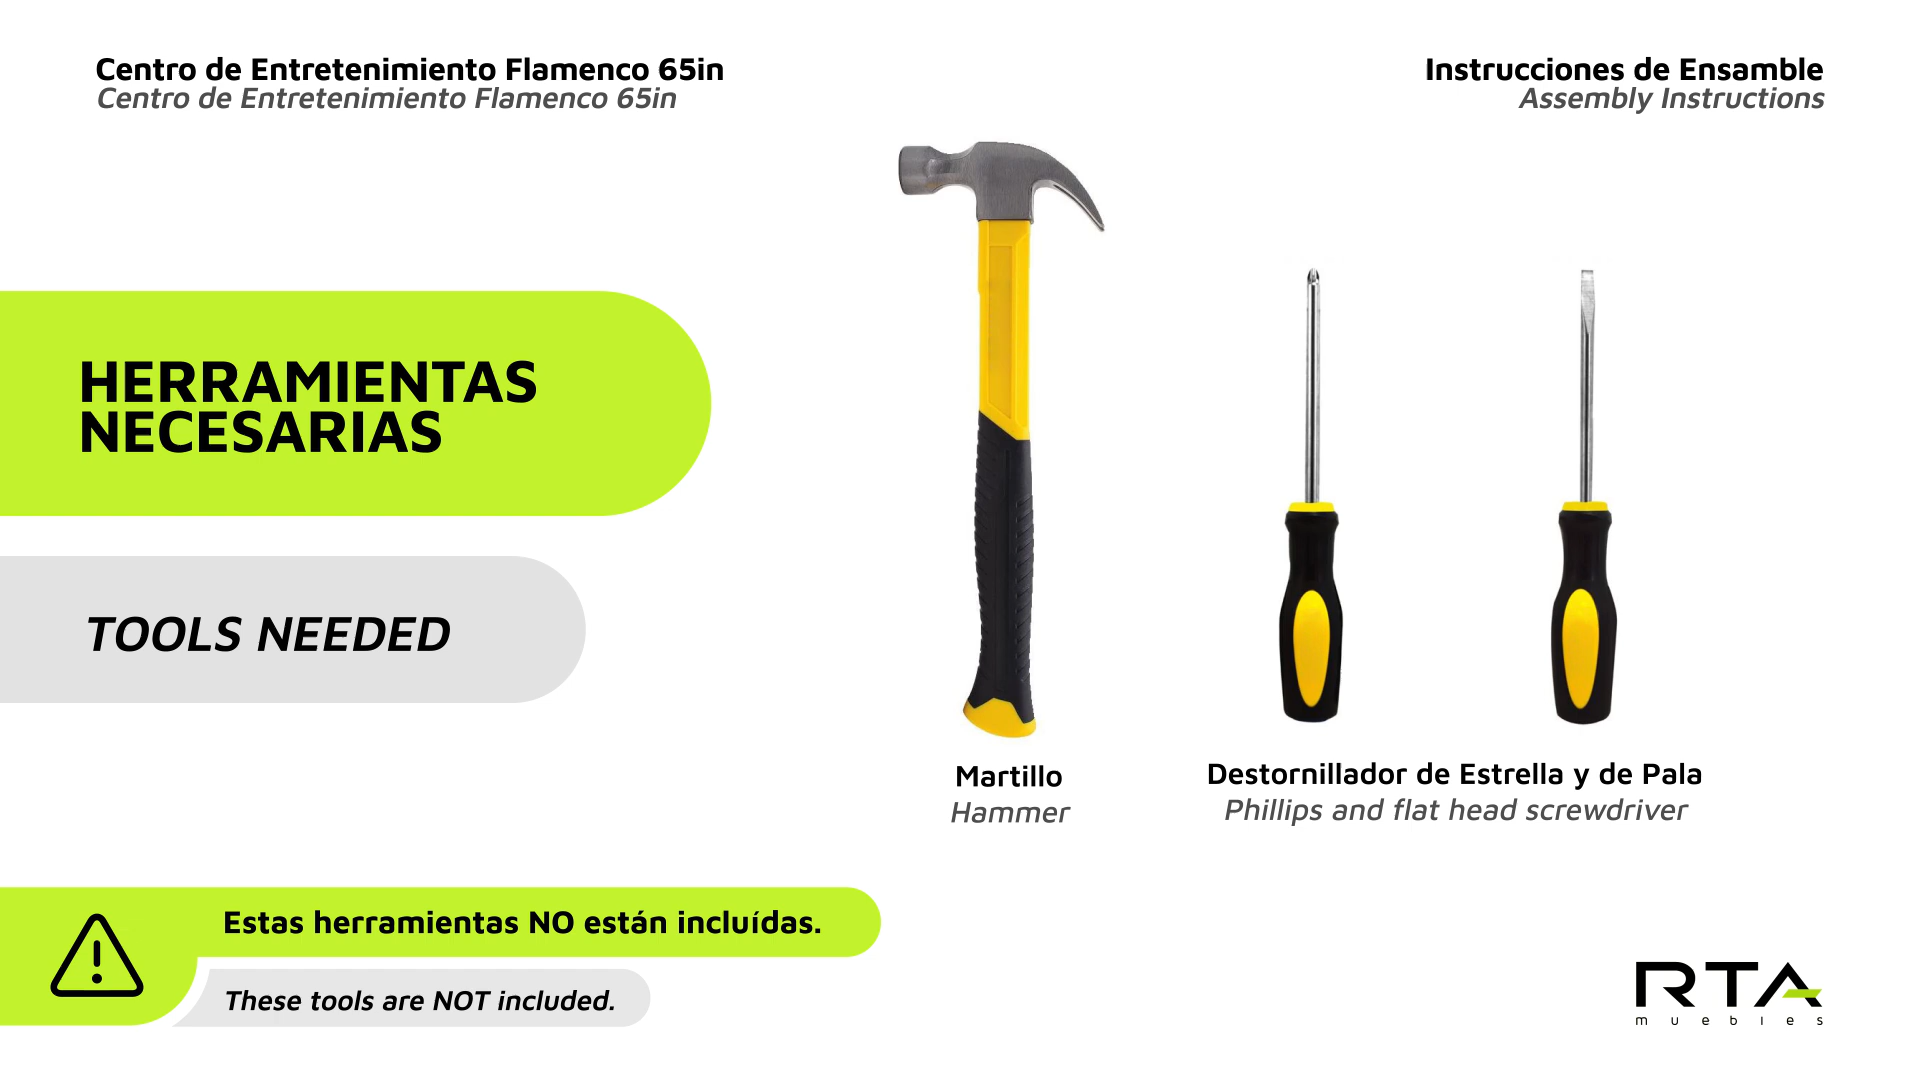 Centro de Entretenimiento Flamenco 65in
Centro de Entretenimiento Flamenco 65in
Instrucciones de Ensamble
Assembly Instructions
HERRAMIENTAS
NECESARIAS
TOOLS NEEDED
Martillo
Hammer
Destornillador de Estrella y de Pala
Phillips and flat head screwdriver
Estas herramientas NO están incluídas.
These tools are NOT included.
RTA
muebles